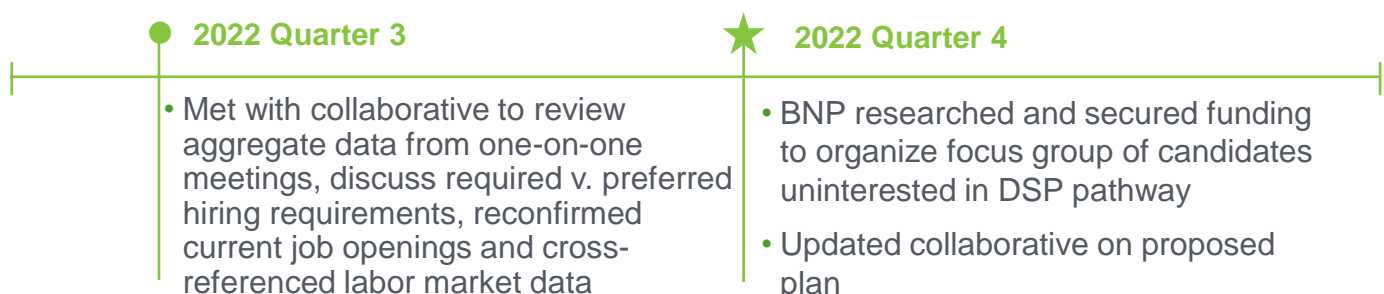 2022 Quarter 3
• Met with collaborative to review
aggregate data from one-on-one
meetings, discuss required v. preferred
hiring requirements, reconfirmed
current job openings and cross-
referenced labor market data
2022 Quarter 4
• BNP researched and secured funding
to organize focus group of candidates
uninterested in DSP pathway
• Updated collaborative on proposed
plan